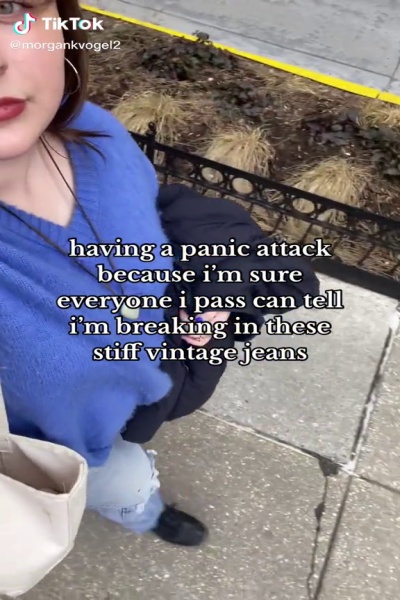 TikTok
@morgankvogel2
having a panic attack
because i'm sure
everyone i pass can tell
i'm breaking in these
stiff vintage jeans